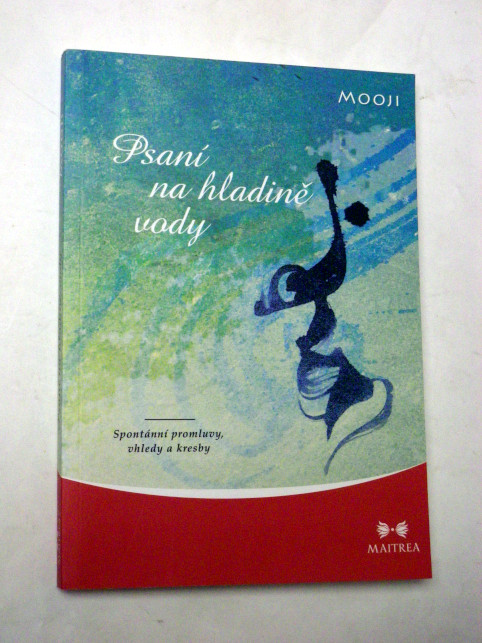 MOOJI
Psaní
na hladině
vody
Spontánní promluvy,
vhledy a kresby
MAITREA